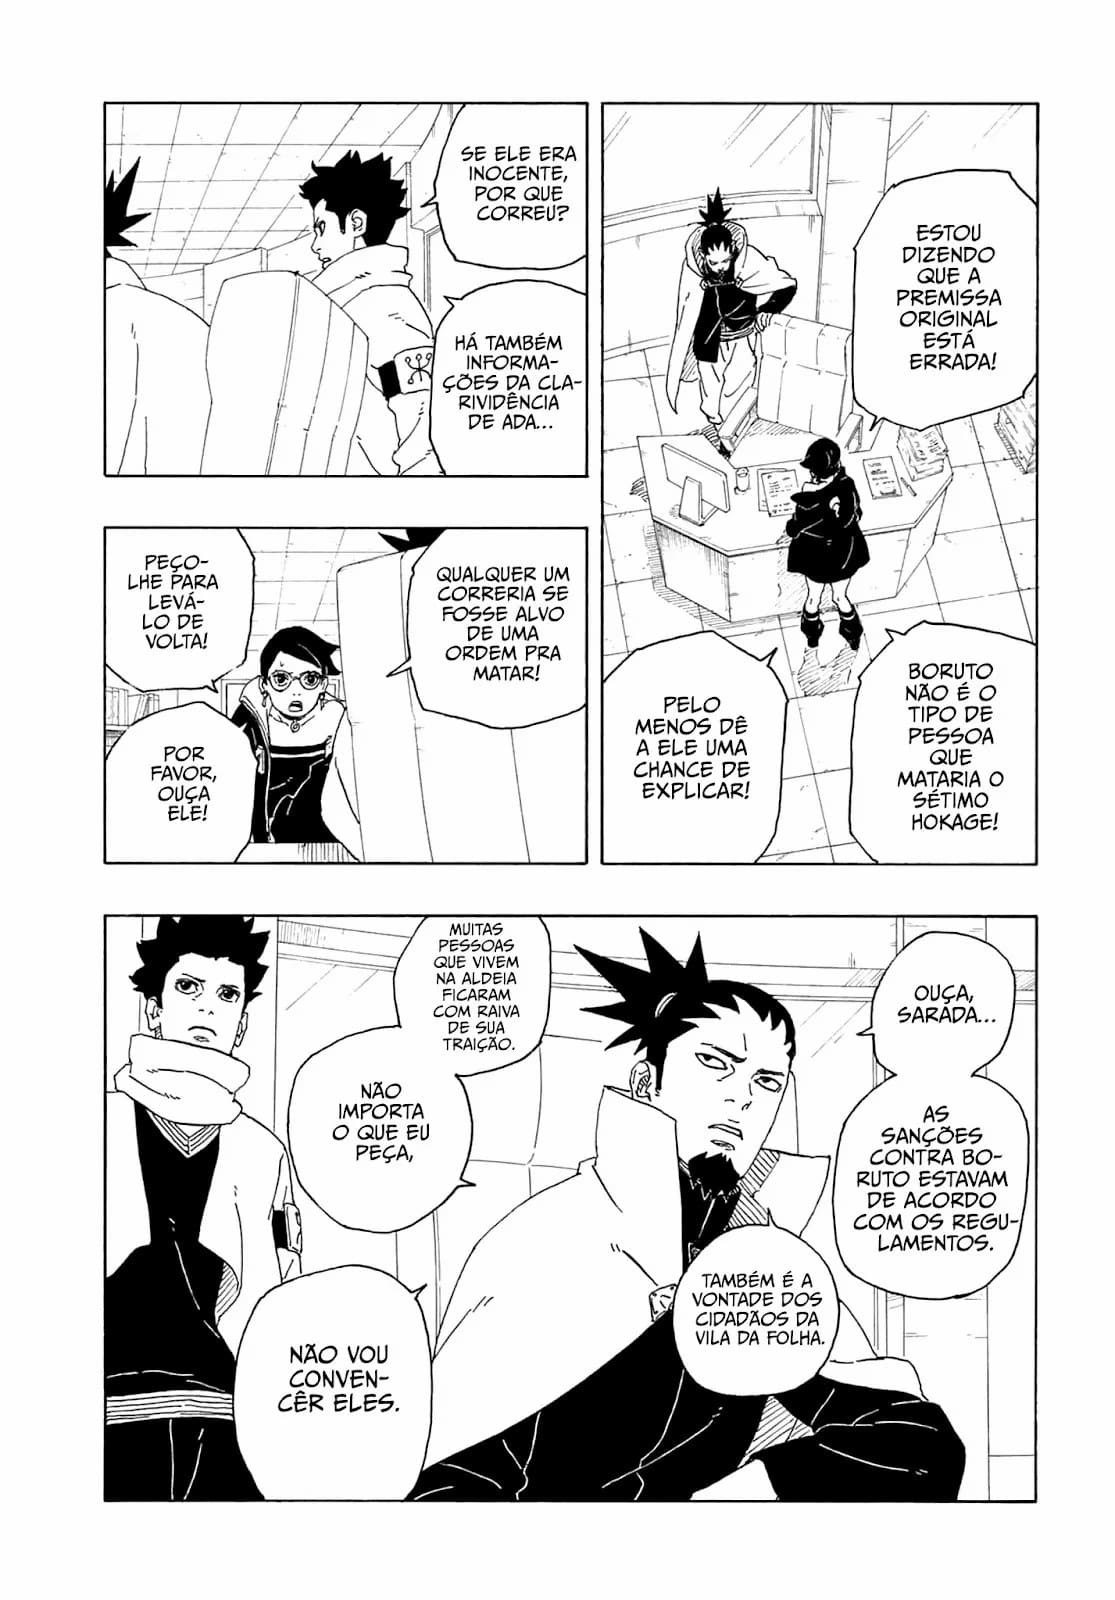 ESTOU
DIZENDO
QUE A
PREMISSA
ORIGINAL
ESTÁ
ERRADA!
BORUTO
NÃO É O
TIPO DE
PESSOA
QUE
MATARIA O
SÉTIMO
HOKAGE!
PELO
MENOS DÊ
A ELE UMA
CHANCE DE
EXPLICAR!
SE ELE ERA
INOCENTE,
POR QUE
CORREU?
HÁ TAMBÉM
INFORMA-
ÇÕES DA CLA-
RIVIDÊNCIA
DE ADA...
QUALQUER UM
CORRERIA SE
FOSSE ALVO
DE UMA
ORDEM PRA
MATAR!
PEÇO-
LHE PARA
LEVÁ-
LO DE
VOLTA!
POR
FAVOR,
OUÇA
ELE!
OUÇA,
SARADA...
AS
SANÇÕES
CONTRA BO-
RUTO ESTAVAM
DE ACORDO
COM OS REGU-
LAMENTOS.
TAMBÉM É A
VONTADE DOS
CIDADÃOS DA
VILA DA FOLHA.
MUITAS
PESSOAS
QUE VIVEM
NA ALDEIA
FICARAM
COM RAIVA
DE SUA
TRAIÇÃO.
NÃO
IMPORTA
O QUE EU
PEÇA,
NÃO VOU
CONVEN-
CÊR ELES.